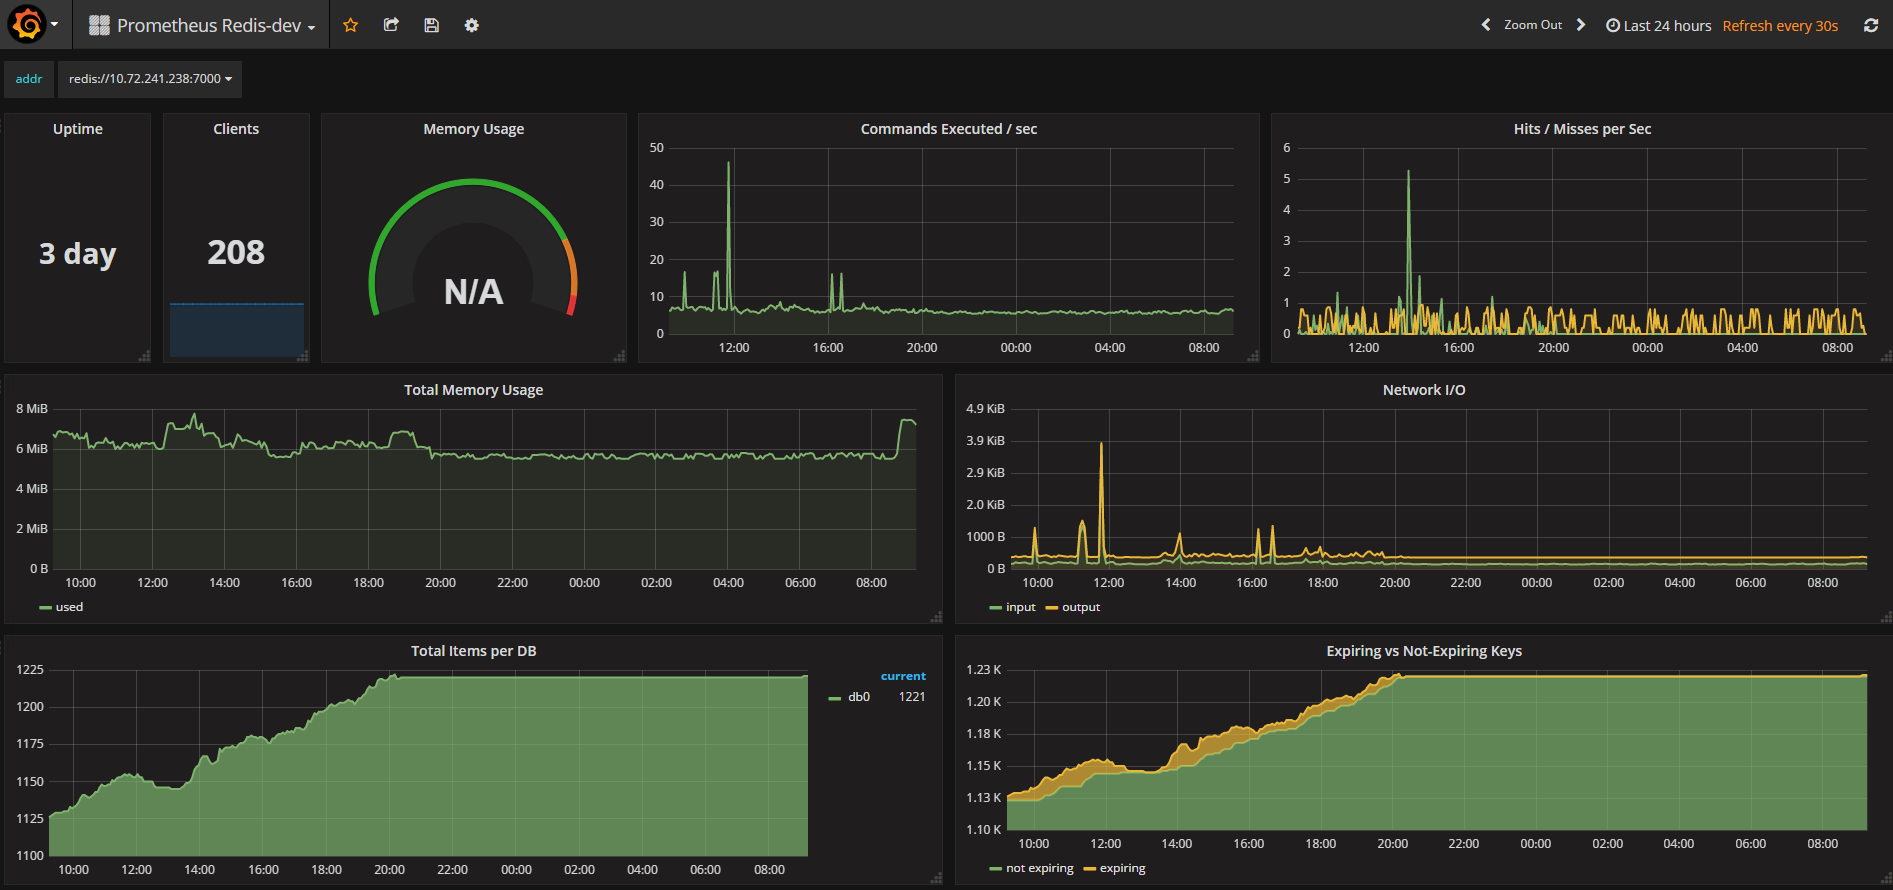 Prometheus Redis-dev
Zoom Out
Last 24 hours Refresh every 30s
addr redis://10.72.241.238:7000
Uptime
3 day
Clients
208
Memory Usage
N/A
Commands Executed / sec
50
40
30
20
10
0
12:00 16:00 20:00 00:00 04:00 08:00
Hits / Misses per Sec
6
5
4
3
2
1
0
12:00 16:00 20:00 00:00 04:00 08:00
Total Memory Usage
8 MiB
6 MiB
4 MiB
2 MiB
0 B
10:00 12:00 14:00 16:00 18:00 20:00 22:00 00:00 02:00 04:00 06:00 08:00
used
Network I/O
4.9 KiB
3.9 KiB
2.9 KiB
2.0 KiB
1000 B
0 B
10:00 12:00 14:00 16:00 18:00 20:00 22:00 00:00 02:00 04:00 06:00 08:00
input output
Total Items per DB
1225
1200
1175
1150
1125
1100
10:00 12:00 14:00 16:00 18:00 20:00 22:00 00:00 02:00 04:00 06:00 08:00
current
db0 1221
Expiring vs Not-Expiring Keys
1.23 K
1.20 K
1.18 K
1.15 K
1.13 K
1.10 K
10:00 12:00 14:00 16:00 18:00 20:00 22:00 00:00 02:00 04:00 06:00 08:00
not expiring expiring